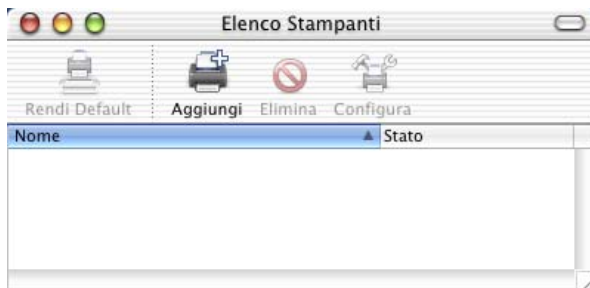 Elenco Stampanti
Rendi Default Aggiungi Elimina Configura
Nome Stato